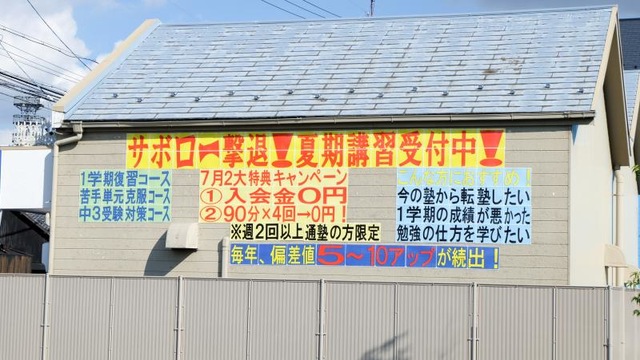 サボロー撃退！夏期講習受付中！
1学期復習コース
苦手単元克服コース
中3受験対策コース
7月2大特典キャンペーン
①入会金0円
②90分×4回→0円！
※週2回以上通塾の方限定
こんな方におすすめ！
今の塾から転塾したい
1学期の成績が悪かった
勉強の仕方を学びたい
毎年、偏差値5～10アップが続出！